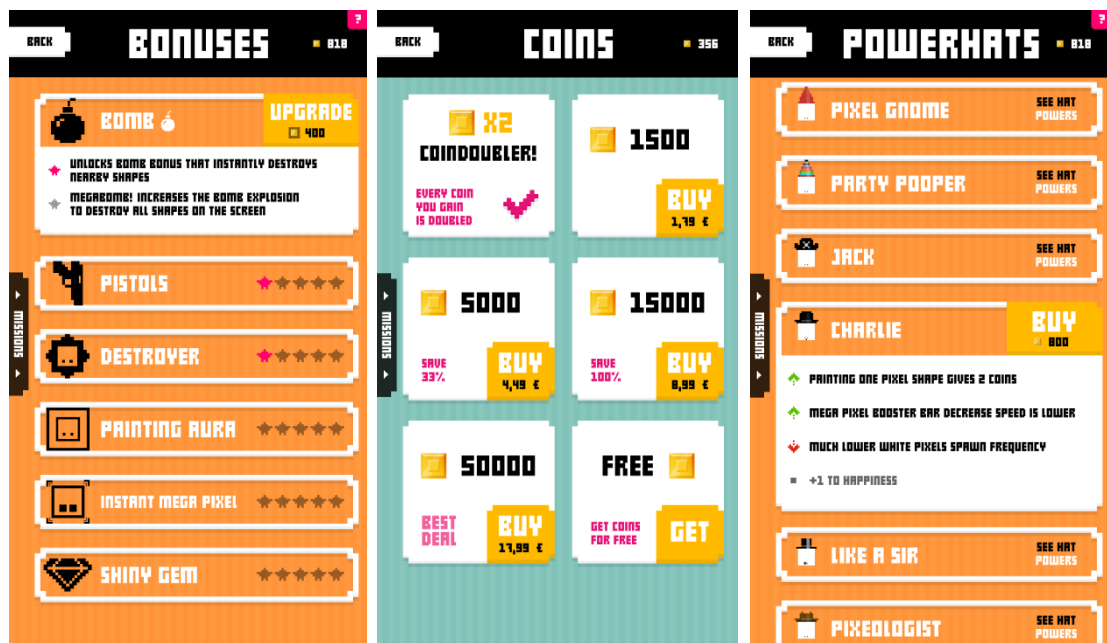 BACK
BONUSES
?
818
BOMB
UPGRADE
400
UNLOCKS BOMB BONUS THAT INSTANTLY DESTROYS
NEARBY SHAPES
MEGABOMB! INCREASES THE BOMB EXPLOSION
TO DESTROY ALL SHAPES ON THE SCREEN
PISTOLS
DESTROYER
PAINTING AURA
INSTANT MEGA PIXEL
SHINY GEM
MISSIONS
BACK
COINS
356
X2
COINDOUBLER!
EVERY COIN
YOU GAIN
IS DOUBLED
1500
BUY
1,79 €
5000
SAVE
33%
BUY
4,49 €
15000
SAVE
100%
BUY
8,99 €
50000
BEST
DEAL
BUY
17,99 €
FREE
GET COINS
FOR FREE
GET
MISSIONS
BACK
POWERHATS
?
818
PIXEL GNOME
SEE HAT
POWERS
PARTY POOPER
SEE HAT
POWERS
JACK
SEE HAT
POWERS
CHARLIE
BUY
800
PAINTING ONE PIXEL SHAPE GIVES 2 COINS
MEGA PIXEL BOOSTER BAR DECREASE SPEED IS LOWER
MUCH LOWER WHITE PIXELS SPAWN FREQUENCY
+1 TO HAPPINESS
LIKE A SIR
SEE HAT
POWERS
PIXEOLOGIST
SEE HAT
POWERS
MISSIONS